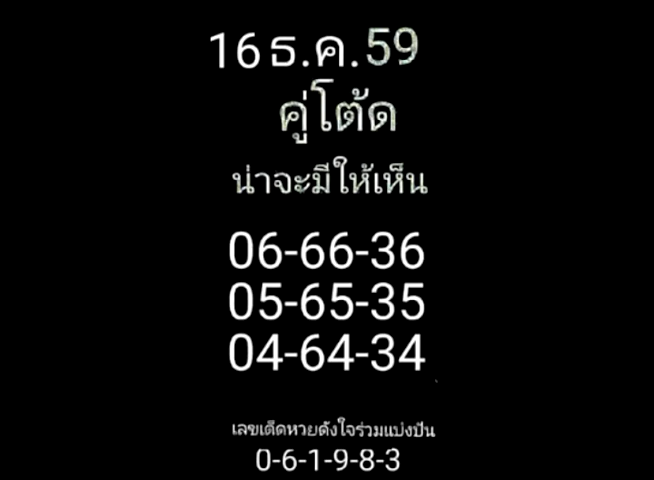 16 ธ.ค. 59
คู่โต้ด
น่าจะมีให้เห็น
06-66-36
05-65-35
04-64-34
เลขเด็ดหวยดังใจร่วมแบ่งปัน
0-6-1-9-8-3